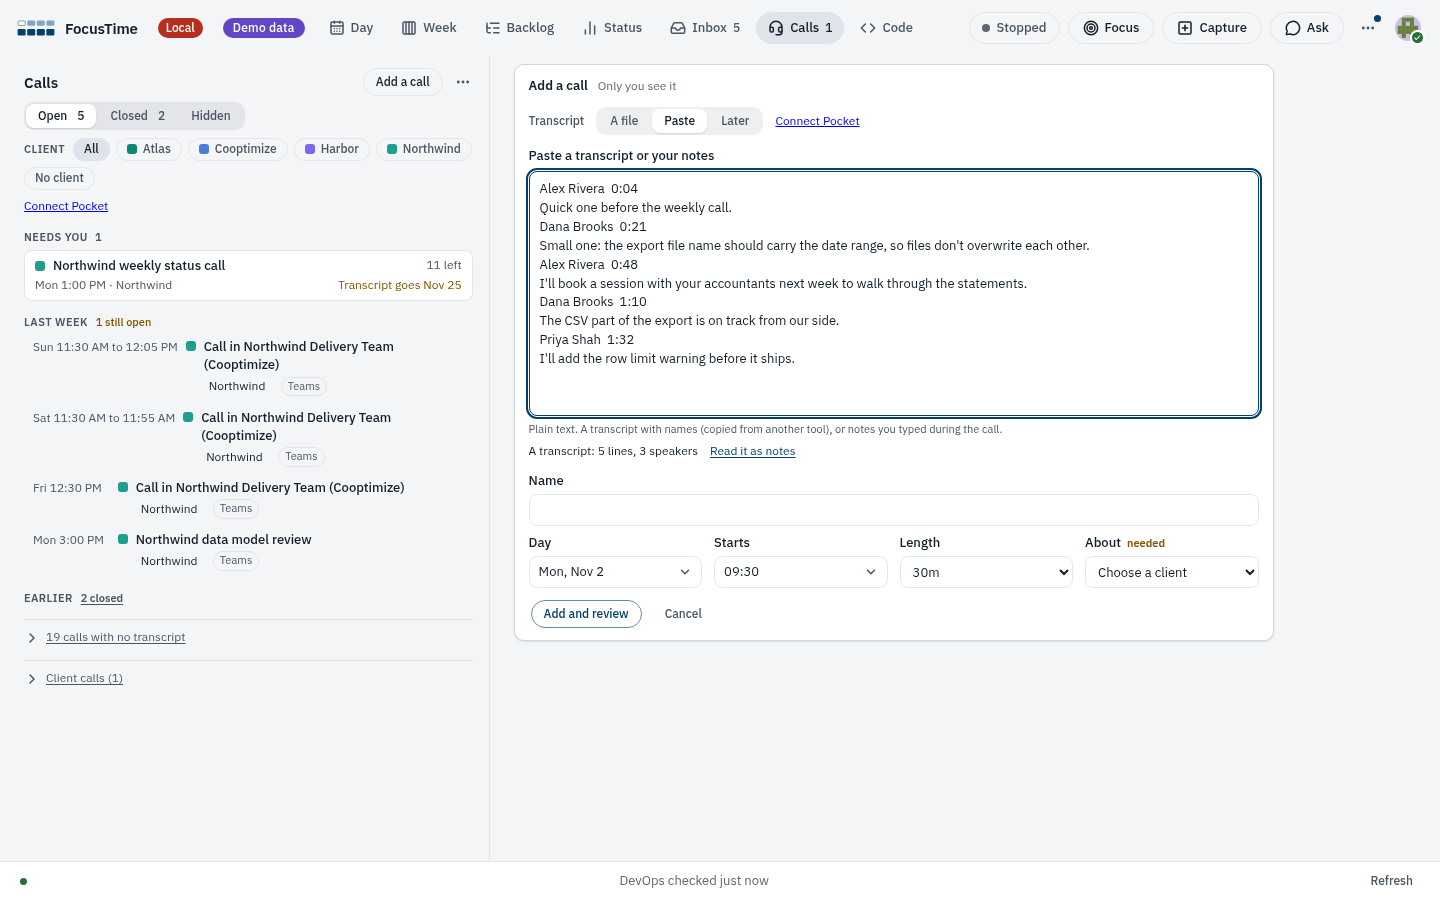 FocusTime
Local
Demo data
Day
Week
Backlog
Status
Inbox 5
Calls 1
Code
Stopped
Focus
Capture
Ask
Calls
Add a call
Open 5
Closed 2
Hidden
CLIENT
All
Atlas
Cooptimize
Harbor
Northwind
No client
Connect Pocket
NEEDS YOU 1
Northwind weekly status call
11 left
Mon 1:00 PM · Northwind
Transcript goes Nov 25
LAST WEEK 1 still open
Sun 11:30 AM to 12:05 PM
Call in Northwind Delivery Team
(Cooptimize)
Northwind
Teams
Sat 11:30 AM to 11:55 AM
Call in Northwind Delivery Team
(Cooptimize)
Northwind
Teams
Fri 12:30 PM
Call in Northwind Delivery Team (Cooptimize)
Northwind
Teams
Mon 3:00 PM
Northwind data model review
Northwind
Teams
EARLIER 2 closed
19 calls with no transcript
Client calls (1)
Add a call Only you see it
Transcript
A file
Paste
Later
Connect Pocket
Paste a transcript or your notes
Alex Rivera 0:04
Quick one before the weekly call.
Dana Brooks 0:21
Small one: the export file name should carry the date range, so files don't overwrite each other.
Alex Rivera 0:48
I'll book a session with your accountants next week to walk through the statements.
Dana Brooks 1:10
The CSV part of the export is on track from our side.
Priya Shah 1:32
I'll add the row limit warning before it ships.
Plain text. A transcript with names (copied from another tool), or notes you typed during the call.
A transcript: 5 lines, 3 speakers Read it as notes
Name
Day
Starts
Length
About needed
Mon, Nov 2
09:30
30m
Choose a client
Add and review
Cancel
DevOps checked just now
Refresh